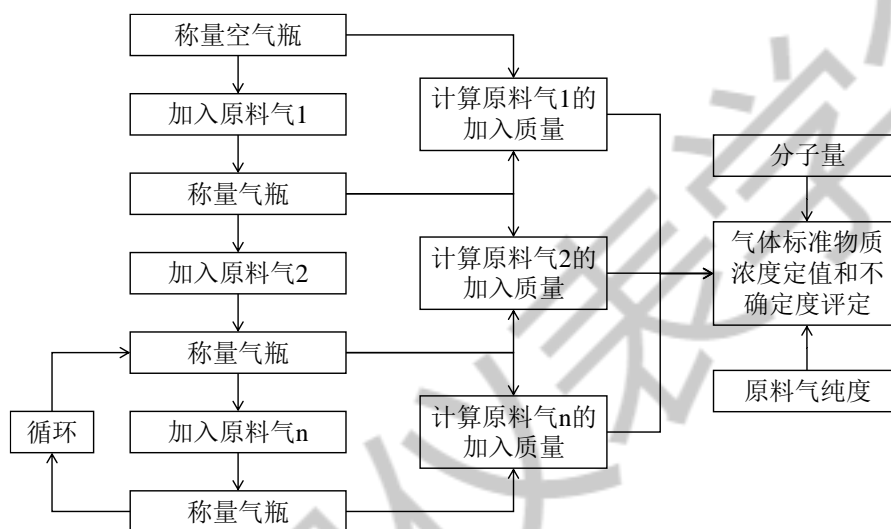 称量空气瓶
加入原料气1
称量气瓶
加入原料气2
称量气瓶
循环
加入原料气n
称量气瓶
计算原料气1的
加入质量
计算原料气2的
加入质量
计算原料气n的
加入质量
分子量
气体标准物质
浓度定值和不
确定度评定
原料气纯度
仪表学